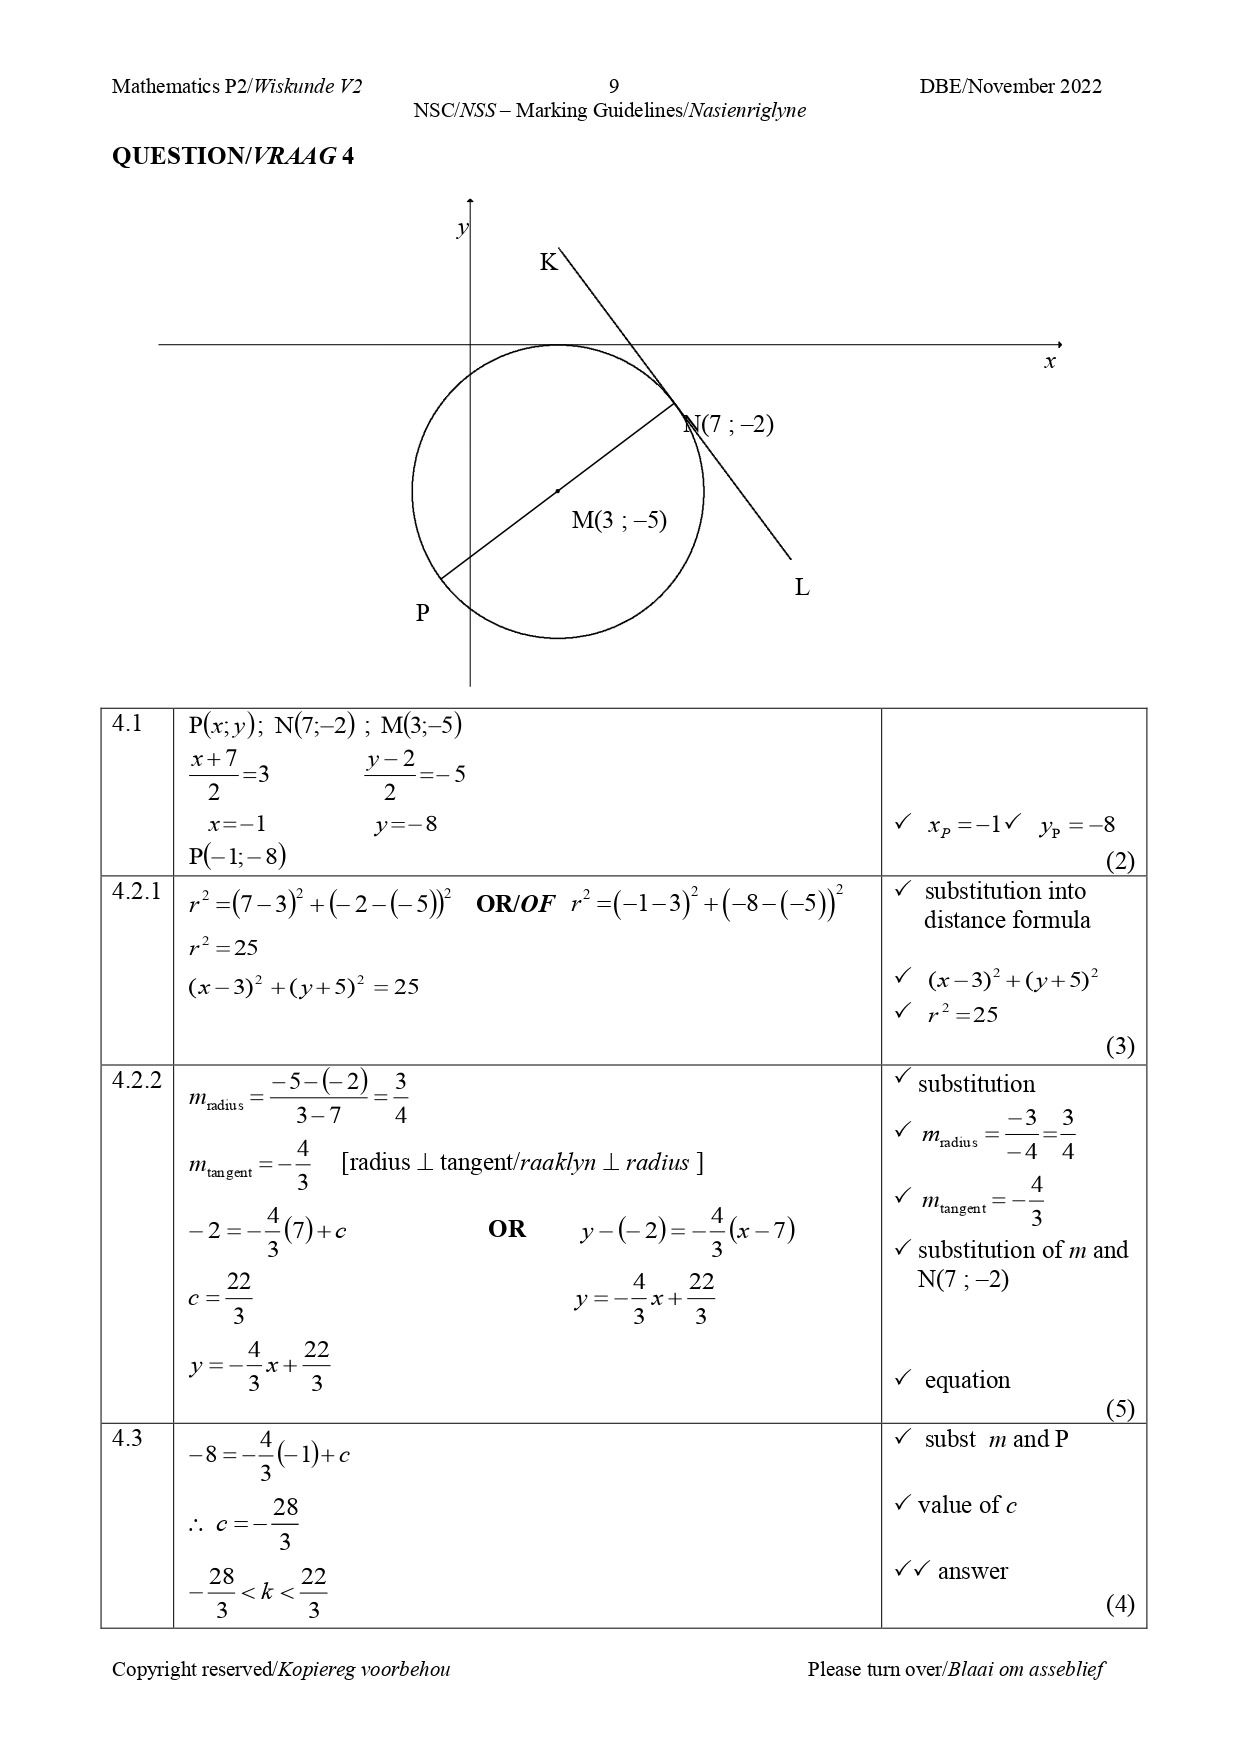 Mathematics P2/Wiskunde V2 9 DBE/November 2022
NSC/NSS – Marking Guidelines/Nasienriglyne
QUESTION/VRAAG 4
y
K
x
N(7 ; –2)
M(3 ; –5)
L
P
4.1 P(x; y); N(7;–2) ; M(3;–5)
(x+7)/2 =3 (y–2)/2 =–5
x=–1 y=–8 ✓ x_P = –1 ✓ y_P = –8
P(–1;–8) (2)
4.2.1 r² =(7–3)² +(–2–(–5))² OR/OF r² =(–1–3)² +(–8–(–5))² ✓ substitution into
distance formula
r² =25
(x–3)² +(y+5)² =25 ✓ (x–3)² +(y+5)²
✓ r² =25
(3)
4.2.2 m_radius = (–5–(–2))/(3–7) = 3/4 ✓ substitution
✓ m_radius = (–3)/(–4) = 3/4
m_tangent = –4/3 [radius ⊥ tangent/raaklyn ⊥ radius ] ✓ m_tangent = –4/3
–2 = –4/3(7)+c OR y–(–2)= –4/3(x–7) ✓ substitution of m and
N(7 ; –2)
c = 22/3 y = –4/3 x + 22/3
y = –4/3 x + 22/3 ✓ equation
(5)
4.3 –8 = –4/3(–1)+c ✓ subst m and P
∴ c = –28/3 ✓ value of c
–28/3 < k < 22/3 ✓✓ answer
(4)
Copyright reserved/Kopiereg voorbehou Please turn over/Blaai om asseblief